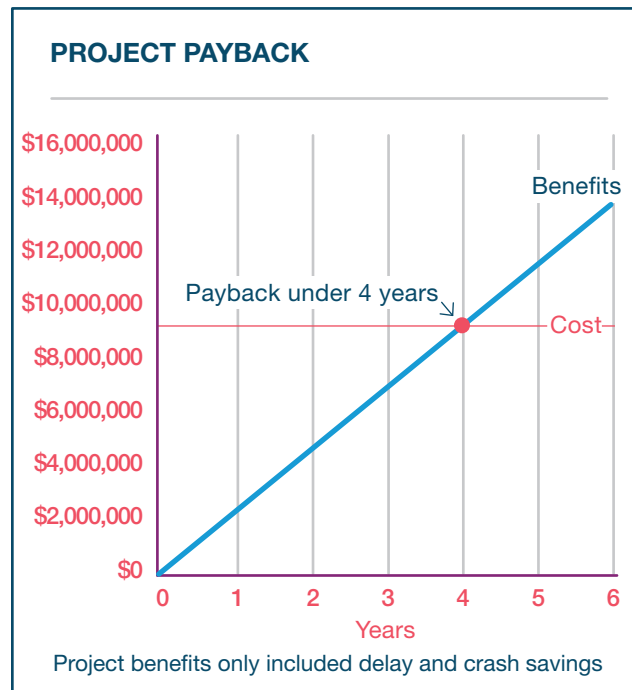 PROJECT PAYBACK
$16,000,000
$14,000,000
Benefits
$12,000,000
$10,000,000
Payback under 4 years
Cost
$8,000,000
$6,000,000
$4,000,000
$2,000,000
$0
0 1 2 3 4 5 6
Years
Project benefits only included delay and crash savings